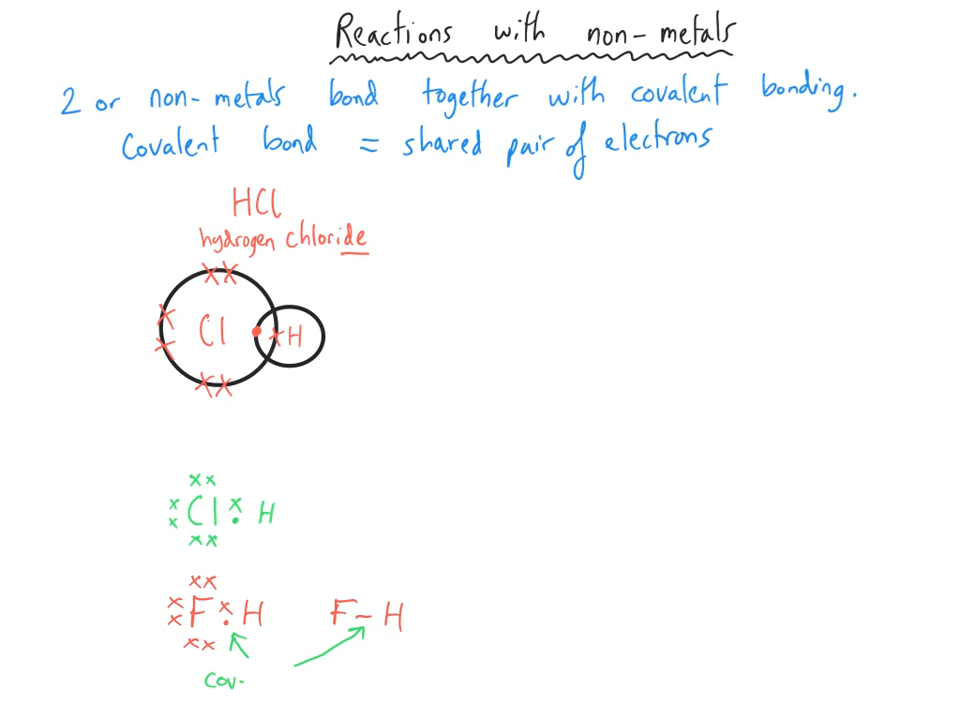 Reactions with non-metals
2 or non-metals bond together with covalent bonding.
Covalent bond = shared pair of electrons
HCl
hydrogen chloride
Cl H
Cl H
F H F-H
cov-